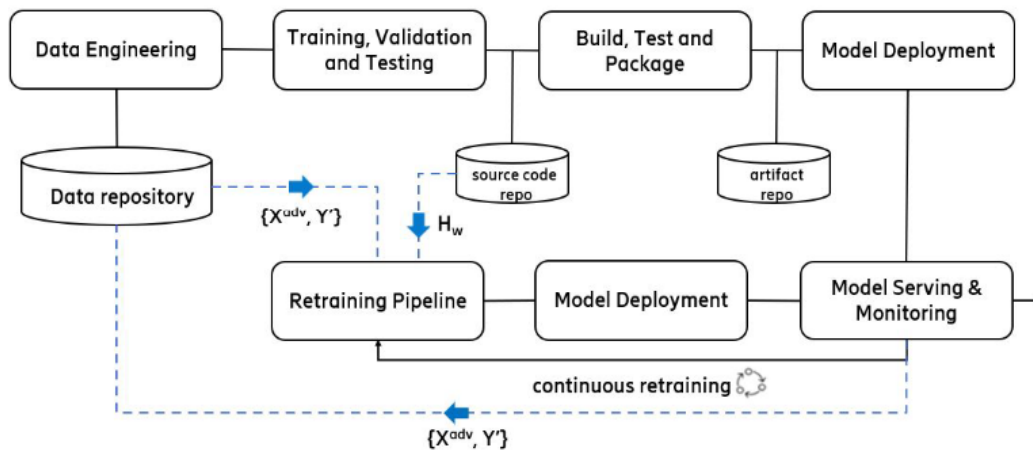 Data Engineering
Training, Validation
and Testing
Build, Test and
Package
Model Deployment
Data repository
source code
repo
artifact
repo
{Xᵃᵈᵛ, Y'}
H_w
Retraining Pipeline
Model Deployment
Model Serving &
Monitoring
continuous retraining
{Xᵃᵈᵛ, Y'}